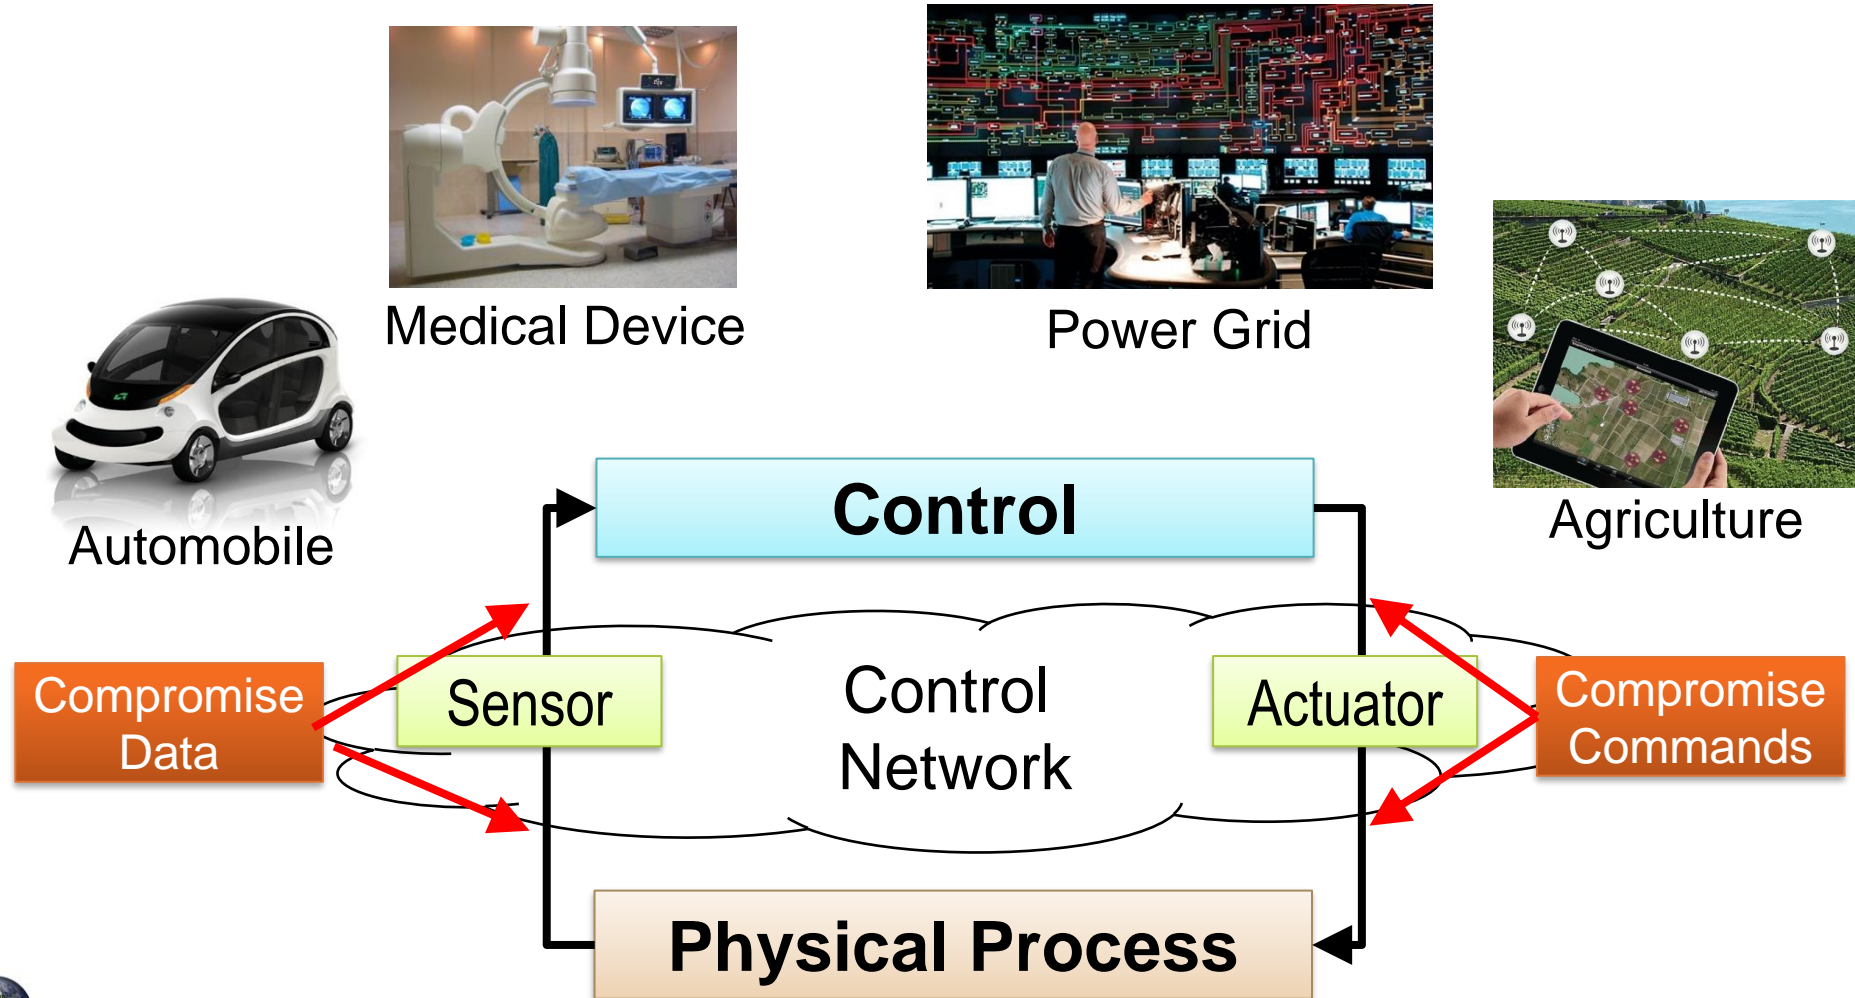 Medical Device
Power Grid
Automobile
Agriculture
Control
Compromise
Data
Sensor
Control
Network
Actuator
Compromise
Commands
Physical Process